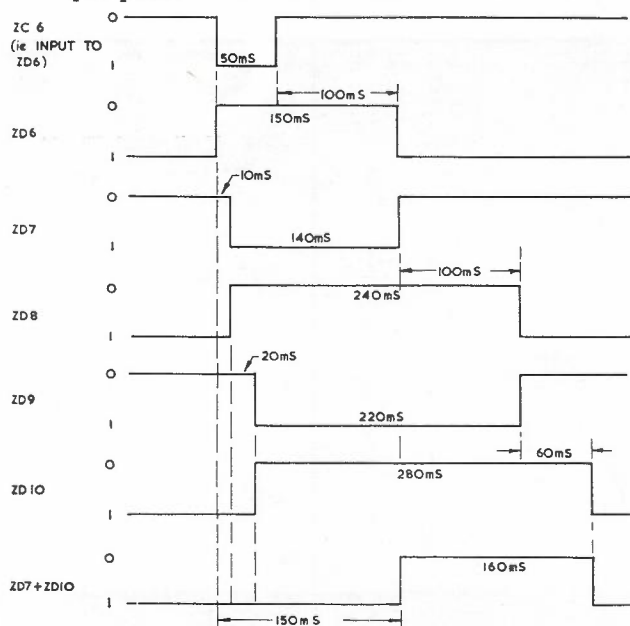 0
ZC 6
(ie INPUT TO
ZD6)
1
50mS
100mS
0
150mS
ZD6
1
10mS
0
ZD7
1
140mS
100mS
0
240mS
ZD8
1
20mS
0
ZD9
1
220mS
60mS
0
280mS
ZD10
1
0
160mS
ZD7+ZD10
1
150mS